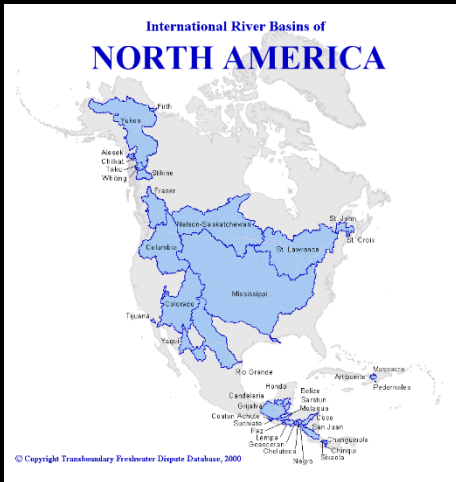 International River Basins of
NORTH AMERICA
Firth
Yukon
Alesek
Chilkat
Taku
Whiting
Stikine
Fraser
Nelson-Saskatchewan
St. John
St. Croix
Columbia
St. Lawrence
Mississippi
Colorado
Tijuana
Yaqui
Rio Grande
Massacre
Artibonite
Pedernales
Hondo
Belize
Candelaria
Sarstun
Grijalva
Motaqua
Coatan Achute
Coco
Suchiate
San Juan
Paz
Lempa
Changuinola
Goascoran
Choluteca
Chiriqui
Negro
Sixaola
© Copyright Transboundary Freshwater Dispute Database, 2000